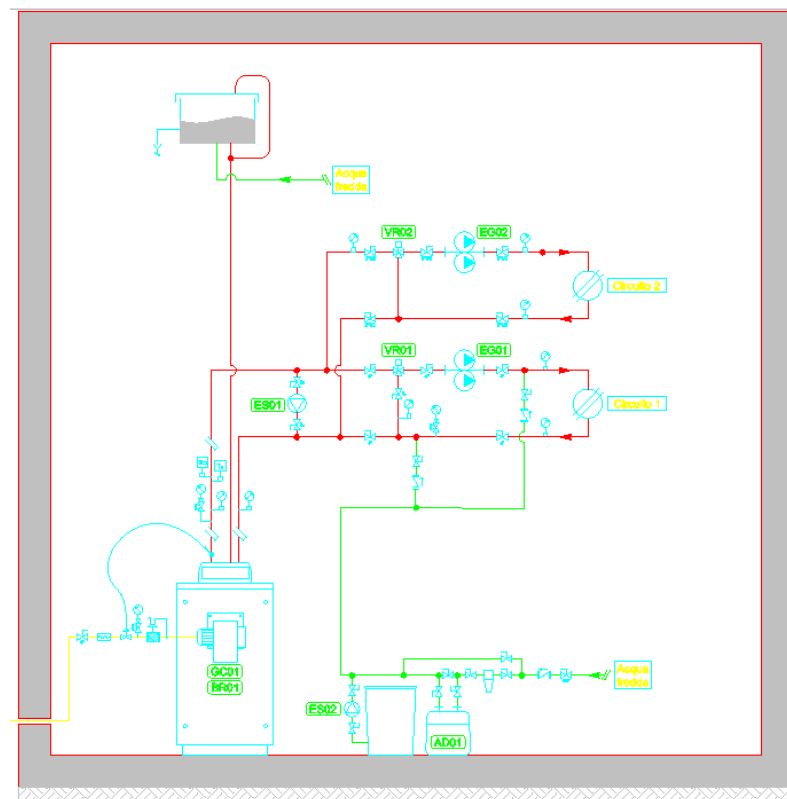 Acqua
fredda
VR02
EG02
Circuito 2
VR01
EG01
ES01
Circuito 1
GC01
BR01
ES02
AD01
Acqua
fredda